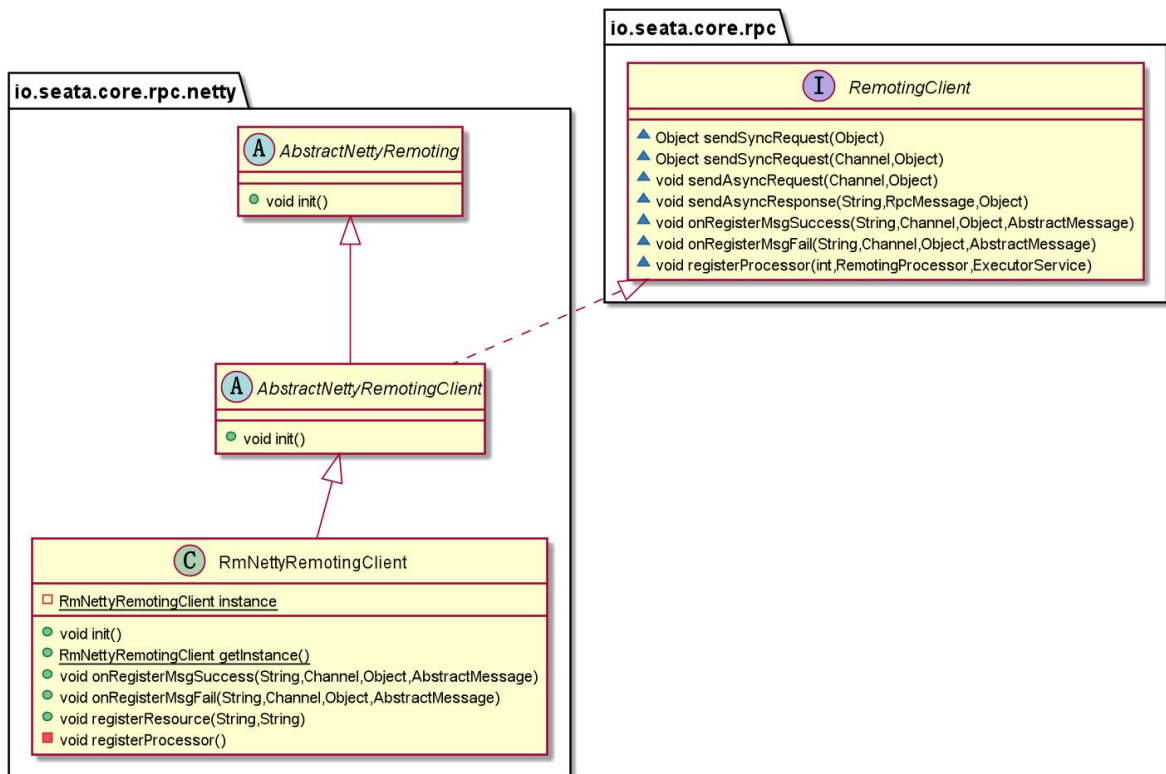 io.seata.core.rpc
I RemotingClient
Object sendSyncRequest(Object)
Object sendSyncRequest(Channel,Object)
void sendAsyncRequest(Channel,Object)
void sendAsyncResponse(String,RpcMessage,Object)
void onRegisterMsgSuccess(String,Channel,Object,AbstractMessage)
void onRegisterMsgFail(String,Channel,Object,AbstractMessage)
void registerProcessor(int,RemotingProcessor,ExecutorService)
io.seata.core.rpc.netty
A AbstractNettyRemoting
void init()
A AbstractNettyRemotingClient
void init()
C RmNettyRemotingClient
RmNettyRemotingClient instance
void init()
RmNettyRemotingClient getInstance()
void onRegisterMsgSuccess(String,Channel,Object,AbstractMessage)
void onRegisterMsgFail(String,Channel,Object,AbstractMessage)
void registerResource(String,String)
void registerProcessor()